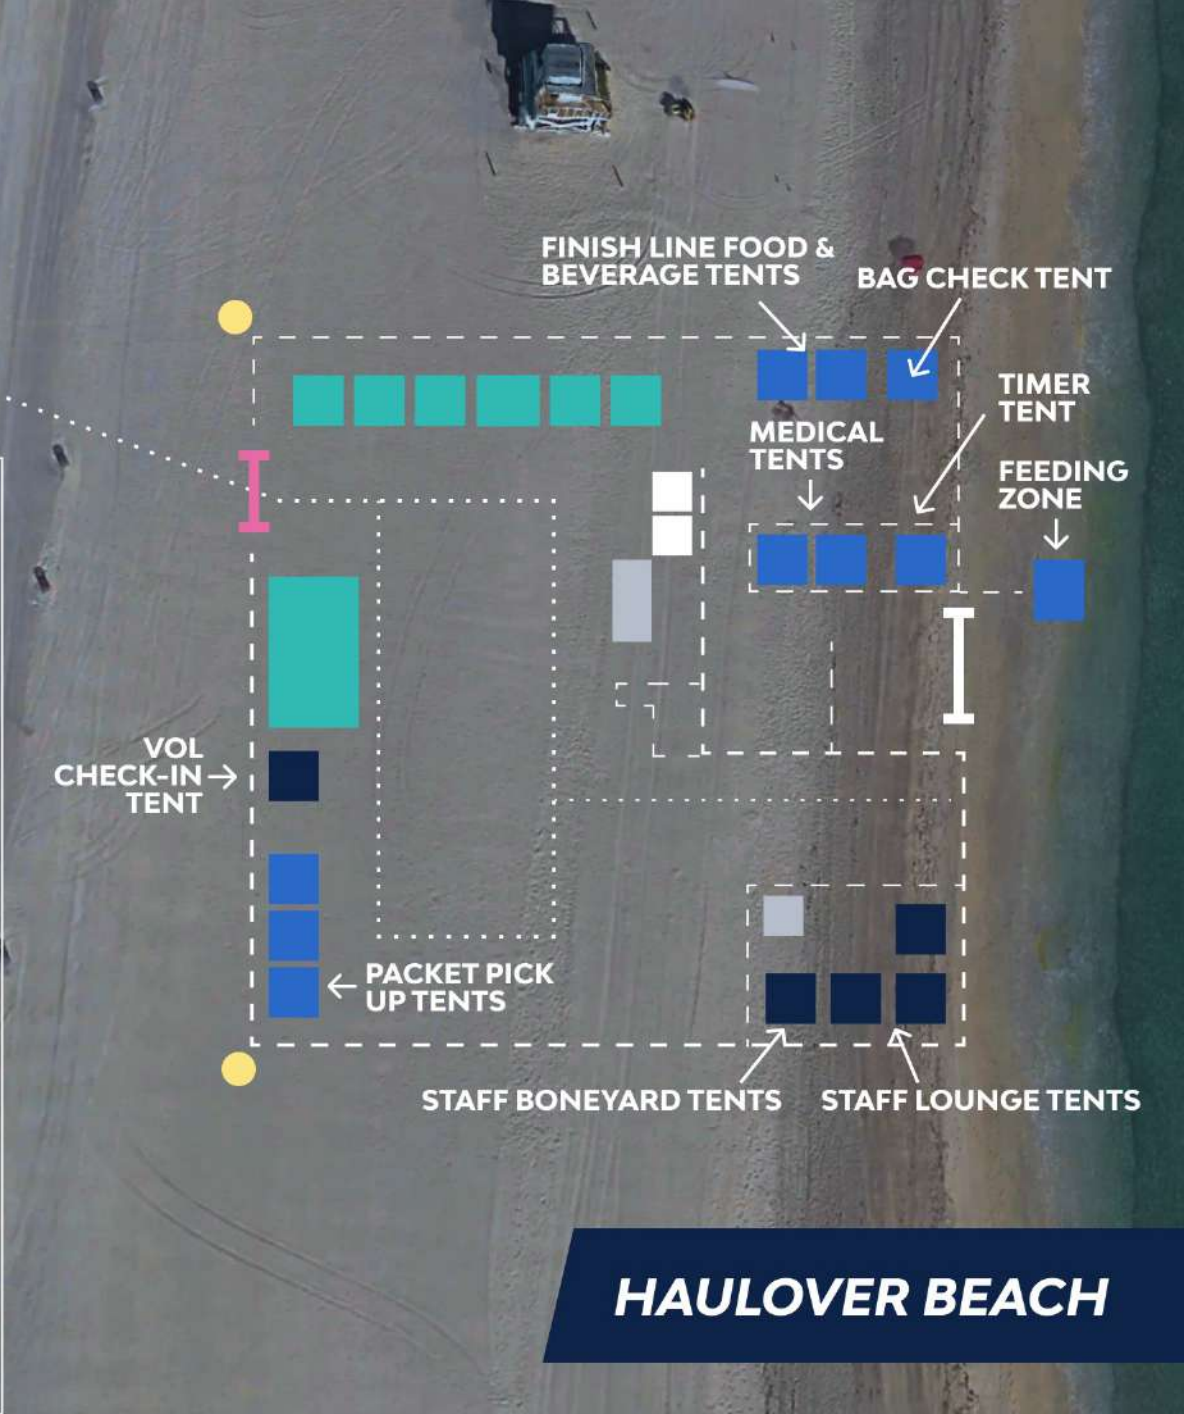 FINISH LINE FOOD &
BEVERAGE TENTS
BAG CHECK TENT
TIMER
TENT
MEDICAL
TENTS
FEEDING
ZONE
VOL
CHECK-IN
TENT
PACKET PICK
UP TENTS
STAFF BONEYARD TENTS
STAFF LOUNGE TENTS
HAULOVER BEACH